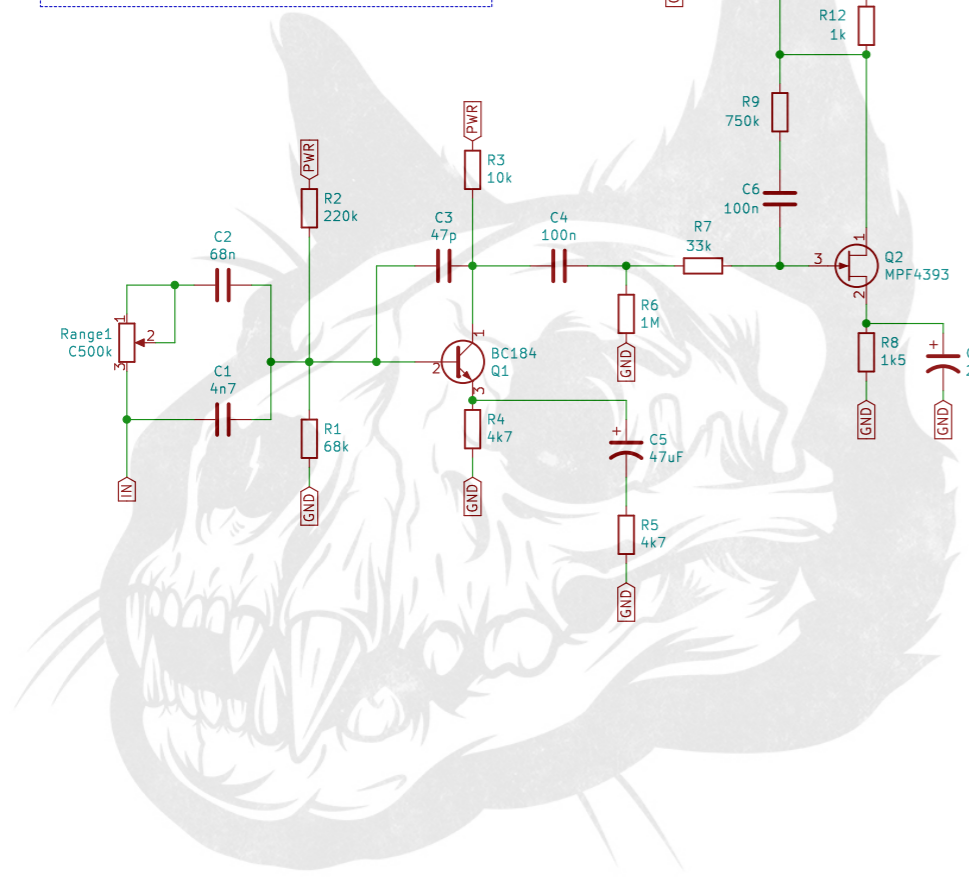 R12
1k
R9
750k
PWR
PWR
R3
10k
R2
220k
C6
100n
C3
47p
C4
100n
R7
33k
C2
68n
1
3
Q2
MPF4393
2
R6
1M
Range1
C500k
1
2
3
GND
1
BC184
Q1
2
3
R8
1k5
+
C1
4n7
R4
4k7
R1
68k
+
C5
47uF
GND
GND
IN
GND
GND
R5
4k7
GND